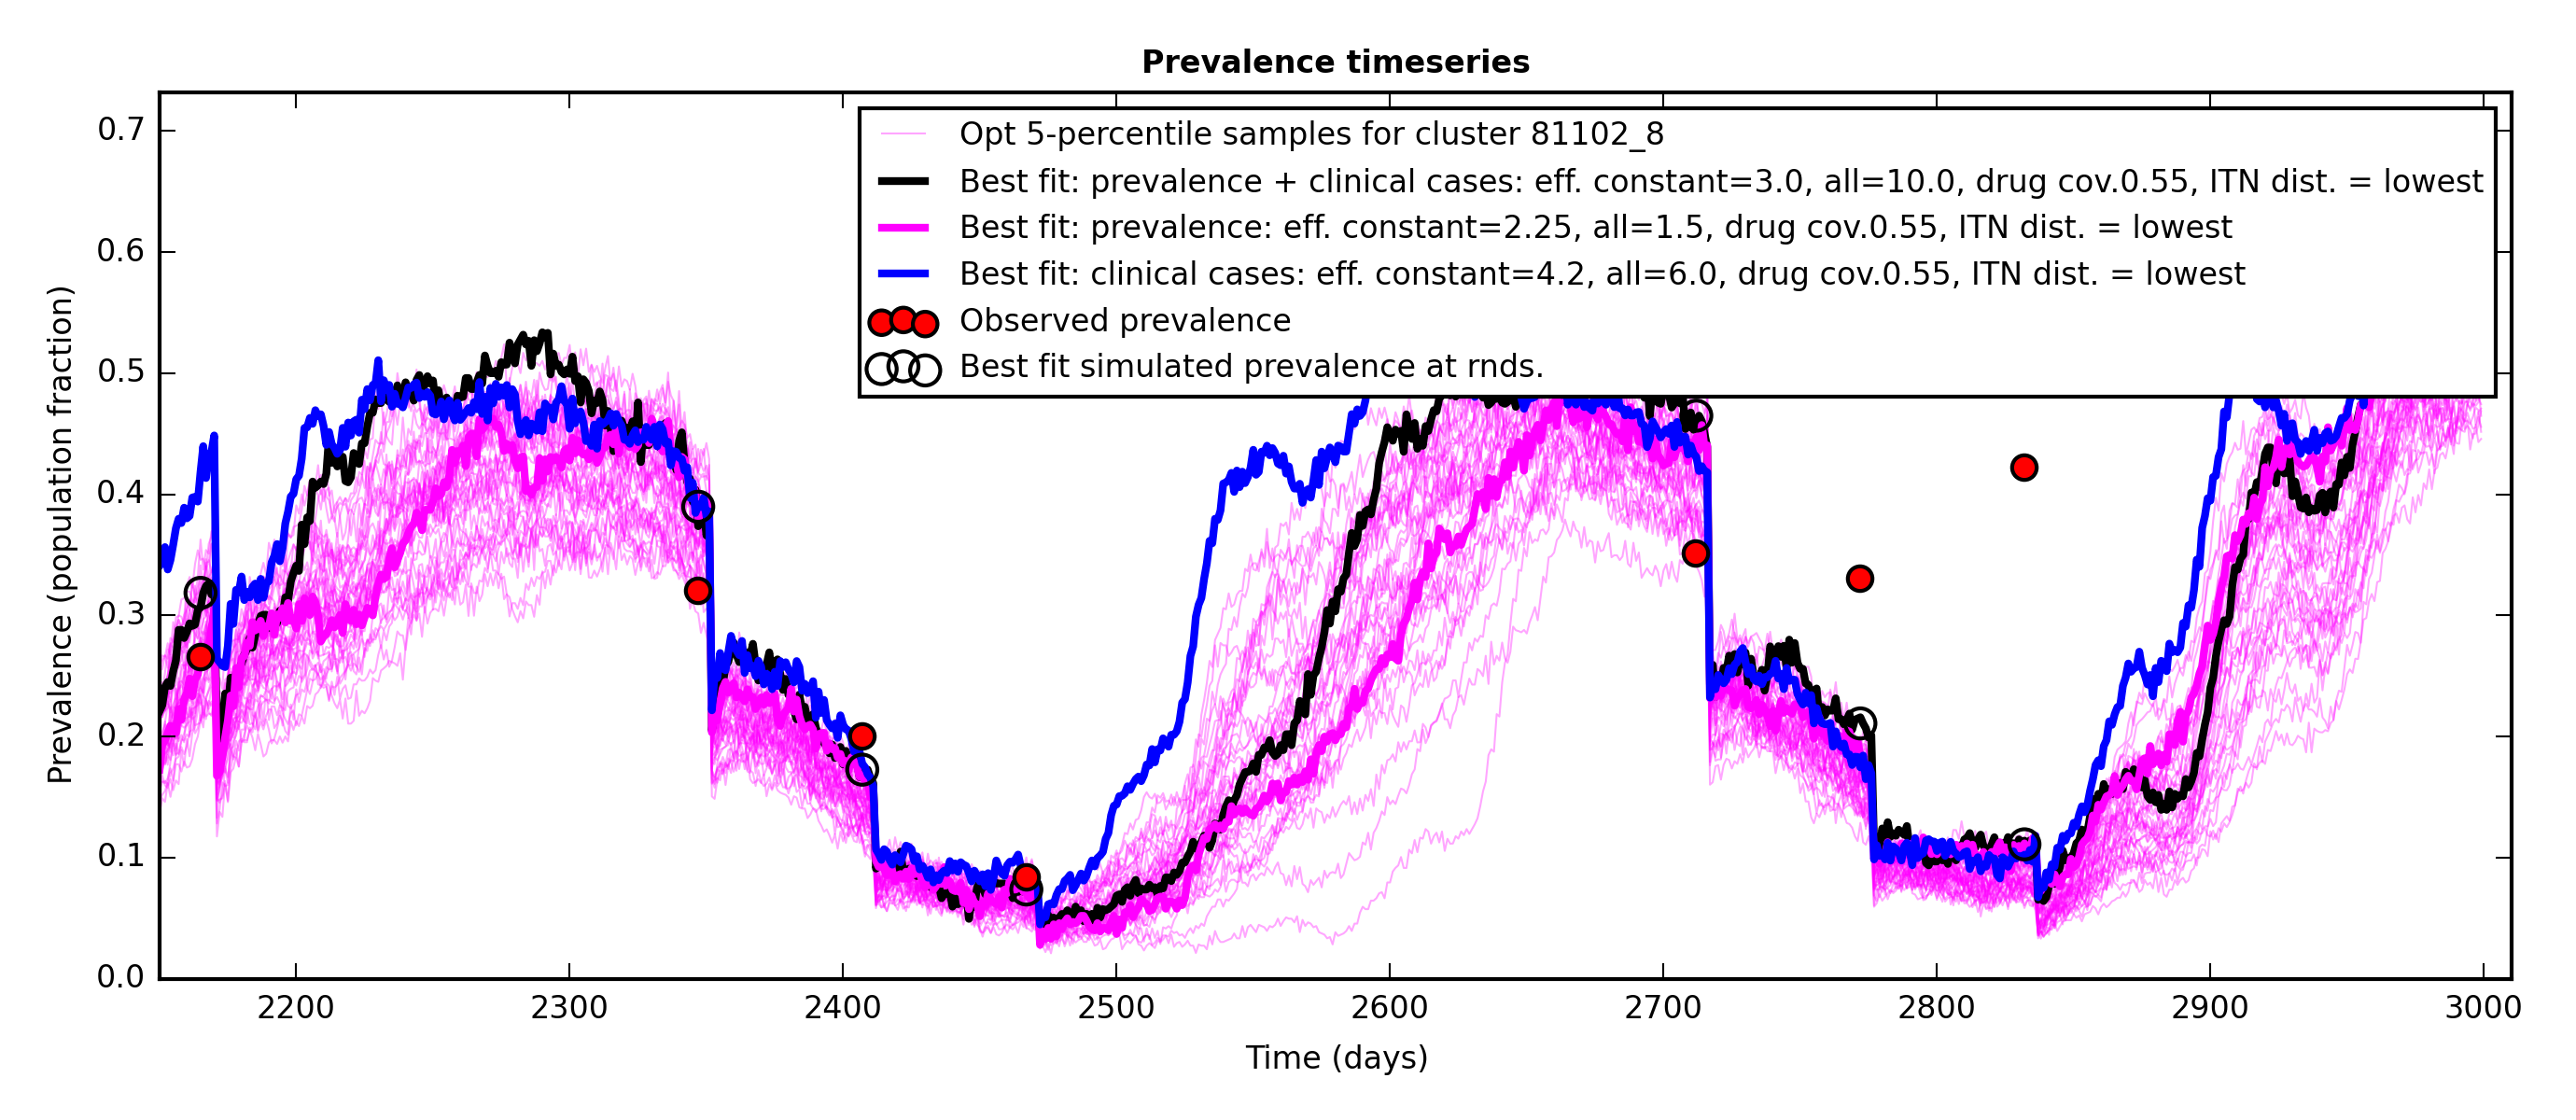 Prevalence timeseries
Opt 5-percentile samples for cluster 81102_8
Best fit: prevalence + clinical cases: eff. constant=3.0, all=10.0, drug cov.0.55, ITN dist. = lowest
Best fit: prevalence: eff. constant=2.25, all=1.5, drug cov.0.55, ITN dist. = lowest
Best fit: clinical cases: eff. constant=4.2, all=6.0, drug cov.0.55, ITN dist. = lowest
Observed prevalence
Best fit simulated prevalence at rnds.
Prevalence (population fraction)
0.7
0.6
0.5
0.4
0.3
0.2
0.1
0.0
2200 2300 2400 2500 2600 2700 2800 2900 3000
Time (days)